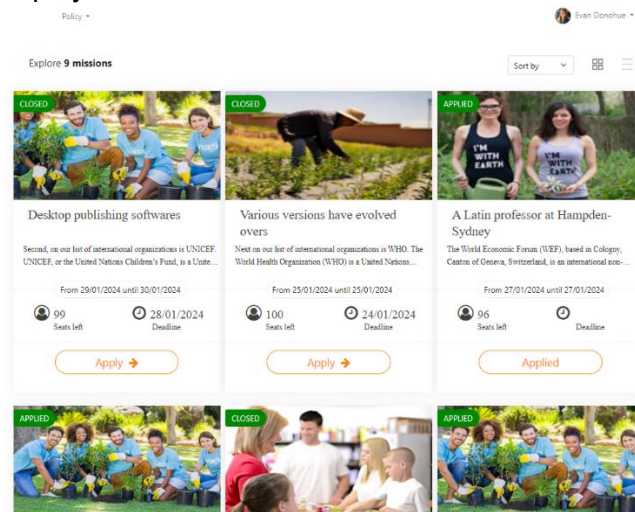 Policy
Evan Donohue
Explore 9 missions
Sort by
CLOSED
CLOSED
APPLIED
I'M
WITH
EARTH
I'M
WITH
EARTH
Desktop publishing softwares
Various versions have evolved
overs
A Latin professor at Hampden-
Sydney
Second, on our list of international organizations is UNICEF.
UNICEF, or the United Nations Children's Fund, is a Unite...
Next on our list of international organizations is WHO. The
World Health Organization (WHO) is a United Nations...
The World Economic Forum (WEF), based in Cologny,
Canton of Geneva, Switzerland, is an international non-...
From 29/01/2024 until 30/01/2024
From 25/01/2024 until 25/01/2024
From 27/01/2024 until 27/01/2024
99
Seats left
28/01/2024
Deadline
100
Seats left
24/01/2024
Deadline
96
Seats left
Deadline
Apply
Apply
Applied
APPLIED
CLOSED
APPLIED